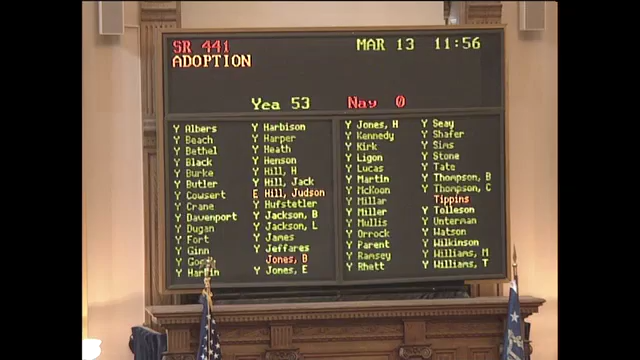 SR 441 MAR 13 11:56
ADOPTION
Yea 53 Nay 0
Y Albers
Y Beach
Y Bethel
Y Black
Y Burke
Y Butler
Y Cowsert
Y Crane
Y Davenport
Y Dugan
Y Fort
Y Ginn
Y
Y Harbin
Y Harbison
Y Harper
Y Heath
Y Henson
Y Hill, H
Y Hill, Jack
E Hill, Judson
Y Hufstetler
Y Jackson, B
Y Jackson, L
Y James
Y Jeffares
Jones, B
Y Jones, E
Y Jones, H
Y Kennedy
Y Kirk
Y Ligon
Y Lucas
Y Martin
Y McKoon
Y Millar
Y Miller
Y Mullis
Y Orrock
Y Parent
Y Ramsey
Y Rhett
Y Seay
Y Shafer
Y Sims
Y Stone
Y Tate
Y Thompson, B
Y Thompson, C
Tippins
Y Tolleson
Y Unterman
Y Watson
Y Wilkinson
Y Williams, M
Y Williams, T